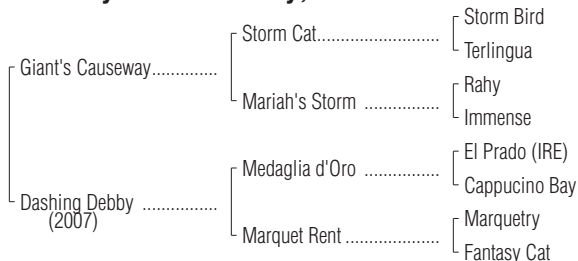 Storm Bird
Storm Cat
Terlingua
Giant's Causeway
Rahy
Mariah's Storm
Immense
El Prado (IRE)
Medaglia d'Oro
Cappucino Bay
Dashing Debby
(2007)
Marquetry
Marquet Rent
Fantasy Cat